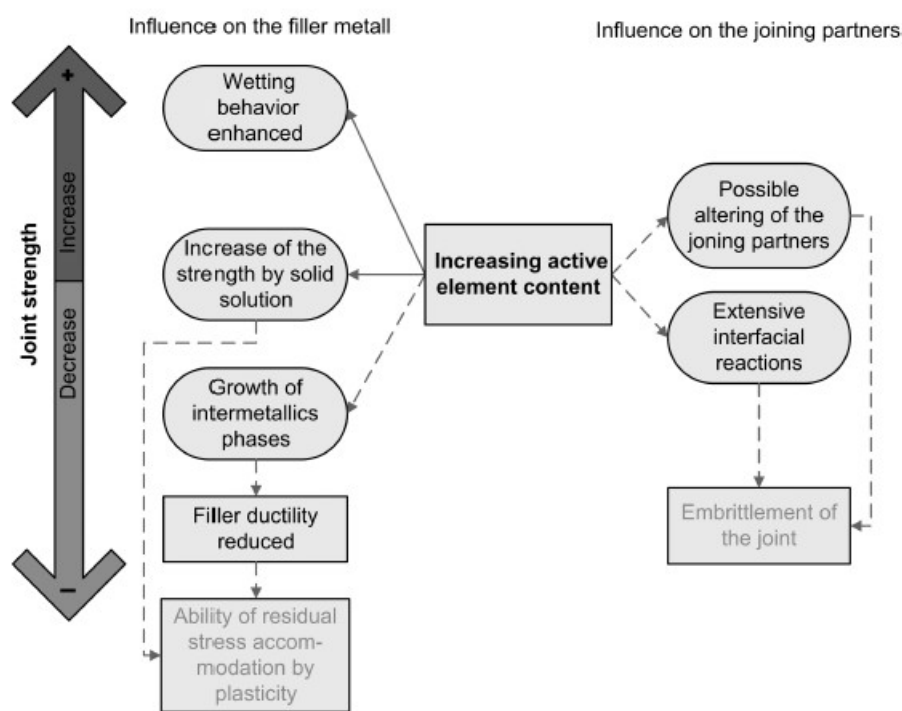 Influence on the filler metall
Influence on the joining partners
+
Increase
Joint strength
Decrease
–
Wetting
behavior
enhanced
Increase of the
strength by solid
solution
Growth of
intermetallics
phases
Filler ductility
reduced
Ability of residual
stress accom-
modation by
plasticity
Increasing active
element content
Possible
altering of the
joning partners
Extensive
interfacial
reactions
Embrittlement of
the joint